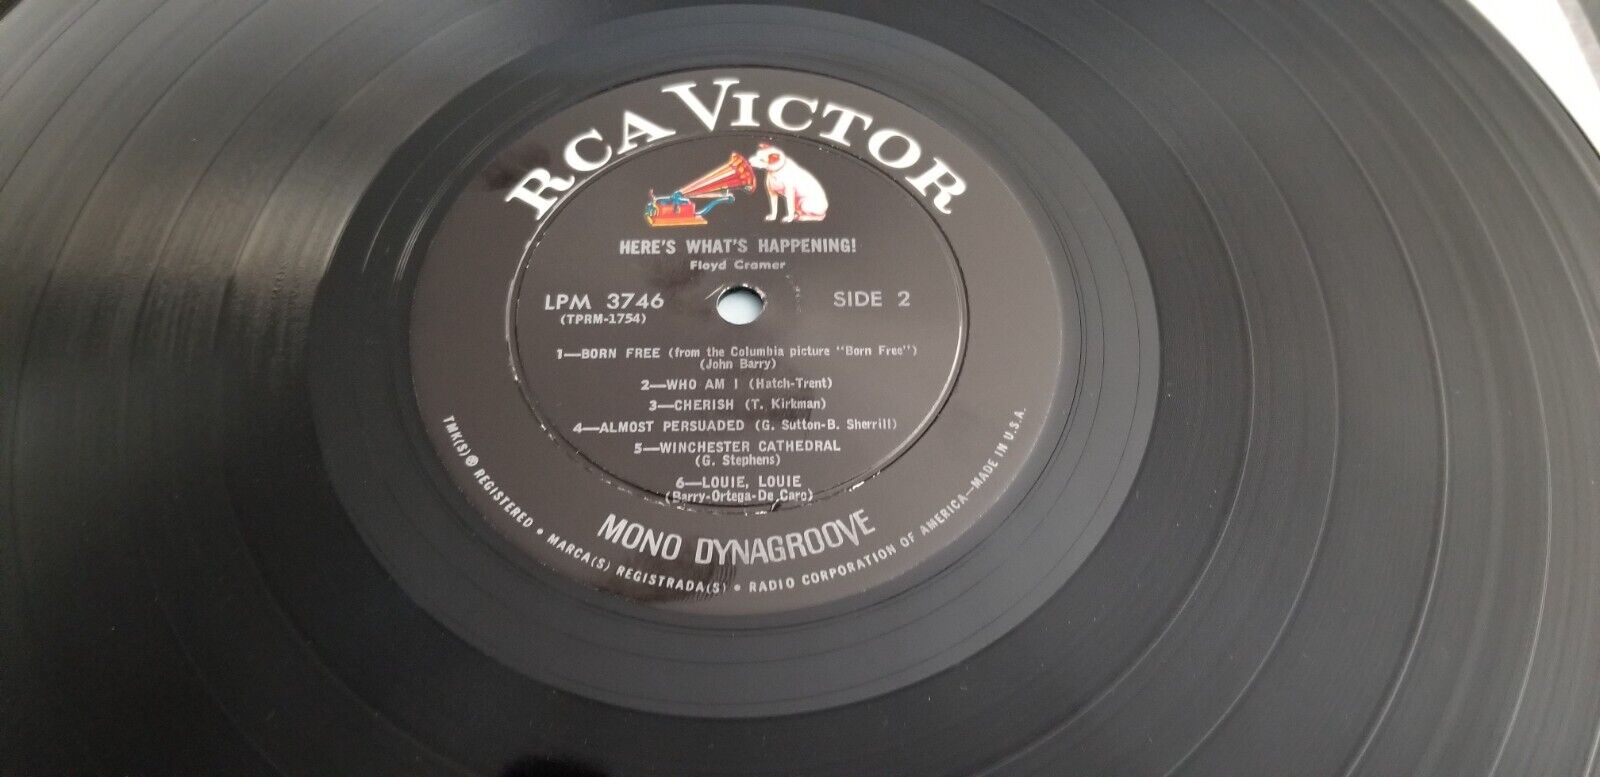 RCA VICTOR
HERE'S WHAT'S HAPPENING!
Floyd Cramer
LPM 3746
(TPRM-1754)
SIDE 2
1—BORN FREE (from the Columbia picture "Born Free")
(John Barry)
2—WHO AM I (Hatch-Trent)
3—CHERISH (T. Kirkman)
4—ALMOST PERSUADED (G. Sutton-B. Sherrill)
5—WINCHESTER CATHEDRAL
(G. Stephens)
6—LOUIE, LOUIE
(Barry-Ortega-De Caro)
MONO DYNAGROOVE
TMK(S) ® REGISTERED • MARCA(S) REGISTRADA(S) • RADIO CORPORATION OF AMERICA—MADE IN U.S.A.